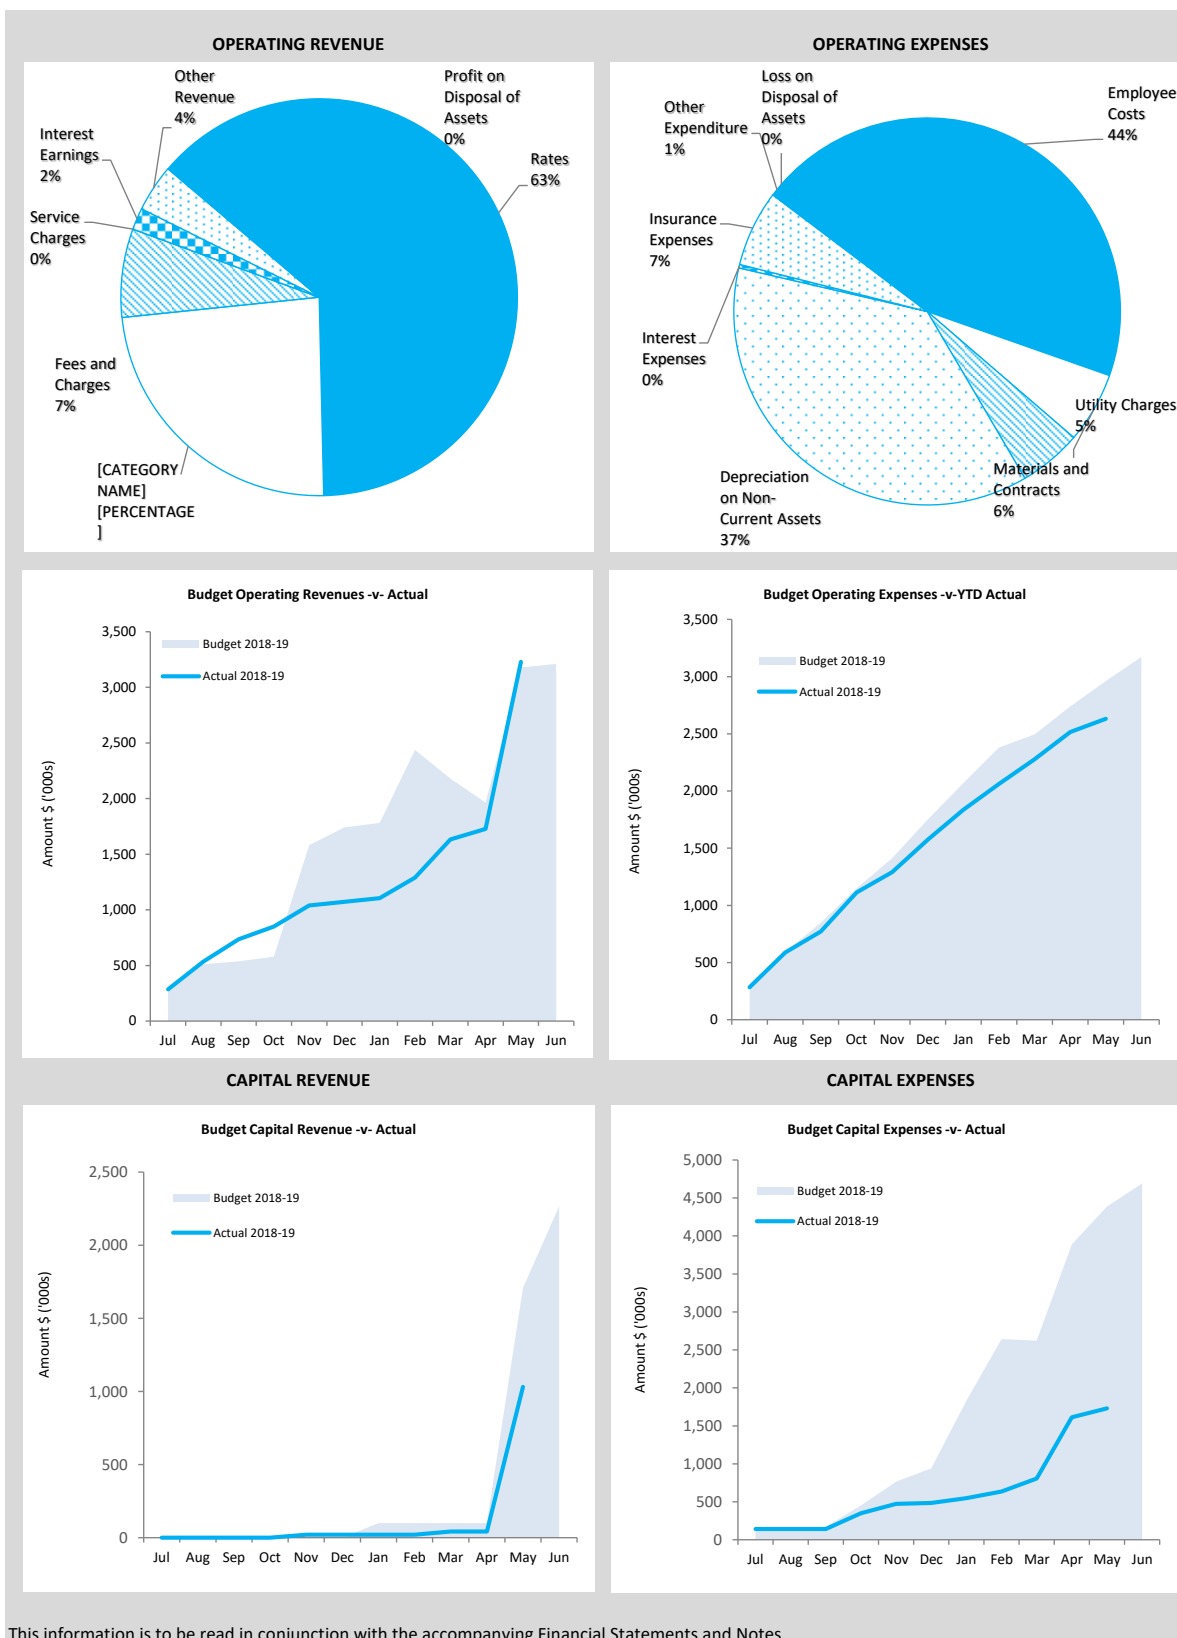 OPERATING REVENUE
OPERATING EXPENSES
Other
Revenue
4%
Profit on
Disposal of
Assets
0%
Interest
Earnings
2%
Rates
63%
Service
Charges
0%
Fees and
Charges
7%
[CATEGORY
NAME]
[PERCENTAGE
]
Loss on
Disposal of
Assets
0%
Employee
Costs
44%
Other
Expenditure
1%
Insurance
Expenses
7%
Interest
Expenses
0%
Utility Charges
5%
Materials and
Contracts
6%
Depreciation
on Non-
Current Assets
37%
Budget Operating Revenues -v- Actual
Budget 2018-19
Actual 2018-19
Amount $ ('000s)
3,500
3,000
2,500
2,000
1,500
1,000
500
0
Jul Aug Sep Oct Nov Dec Jan Feb Mar Apr May Jun
Budget Operating Expenses -v-YTD Actual
Budget 2018-19
Actual 2018-19
Amount $ ('000s)
3,500
3,000
2,500
2,000
1,500
1,000
500
0
Jul Aug Sep Oct Nov Dec Jan Feb Mar Apr May Jun
CAPITAL REVENUE
CAPITAL EXPENSES
Budget Capital Revenue -v- Actual
Budget 2018-19
Actual 2018-19
Amount $ ('000s)
2,500
2,000
1,500
1,000
500
0
Jul Aug Sep Oct Nov Dec Jan Feb Mar Apr May Jun
Budget Capital Expenses -v- Actual
Budget 2018-19
Actual 2018-19
Amount $ ('000s)
5,000
4,500
4,000
3,500
3,000
2,500
2,000
1,500
1,000
500
0
Jul Aug Sep Oct Nov Dec Jan Feb Mar Apr May Jun
This information is to be read in conjunction with the accompanying Financial Statements and Notes